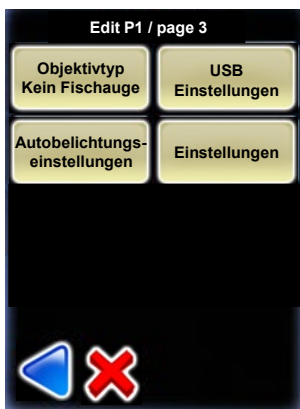 Edit P1 / page 3
Objektivtyp
Kein Fischauge
USB
Einstellungen
Autobelichtungs-
einstellungen
Einstellungen